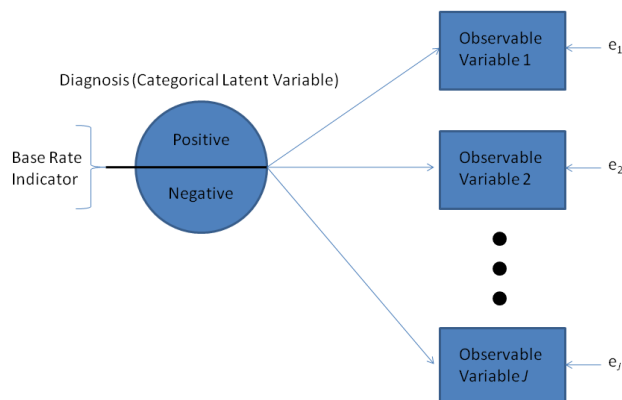 Diagnosis (Categorical Latent Variable)
Positive
Negative
Base Rate
Indicator
Observable
Variable 1
e1
Observable
Variable 2
e2
Observable
Variable J
eJ